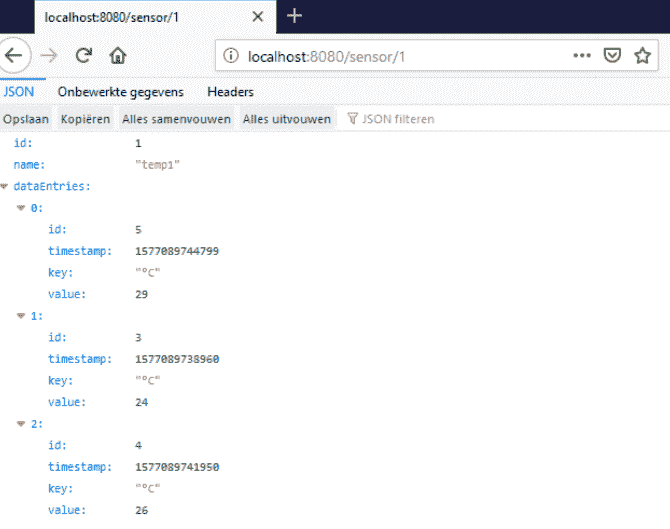 localhost:8080/sensor/1
localhost:8080/sensor/1
JSON Onbewerkte gegevens Headers
Opslaan Kopiëren Alles samenvouwen Alles uitvouwen JSON filteren
id: 1
name: "temp1"
dataEntries:
0:
id: 5
timestamp: 1577089744799
key: "°C"
value: 29
1:
id: 3
timestamp: 1577089738960
key: "°C"
value: 24
2:
id: 4
timestamp: 1577089741950
key: "°C"
value: 26